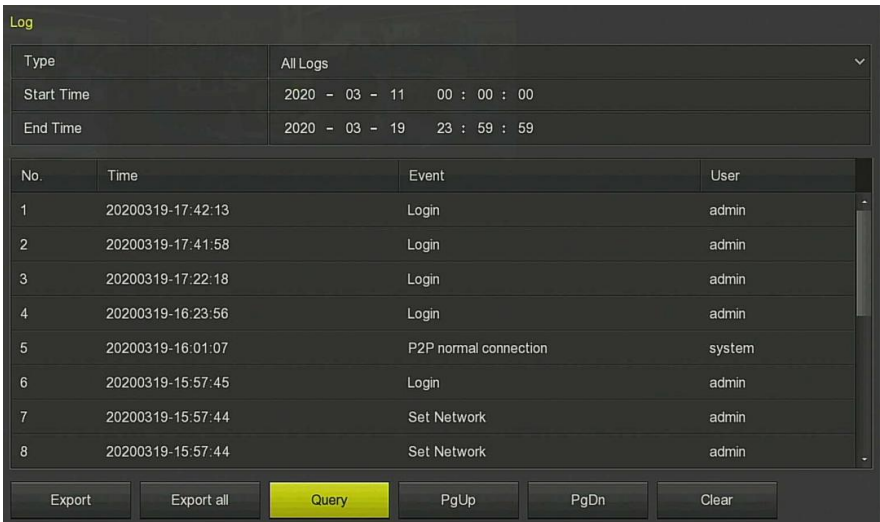 Log
Type All Logs
Start Time 2020 - 03 - 11 00 : 00 : 00
End Time 2020 - 03 - 19 23 : 59 : 59
No. Time Event User
1 20200319-17:42:13 Login admin
2 20200319-17:41:58 Login admin
3 20200319-17:22:18 Login admin
4 20200319-16:23:56 Login admin
5 20200319-16:01:07 P2P normal connection system
6 20200319-15:57:45 Login admin
7 20200319-15:57:44 Set Network admin
8 20200319-15:57:44 Set Network admin
Export Export all Query PgUp PgDn Clear